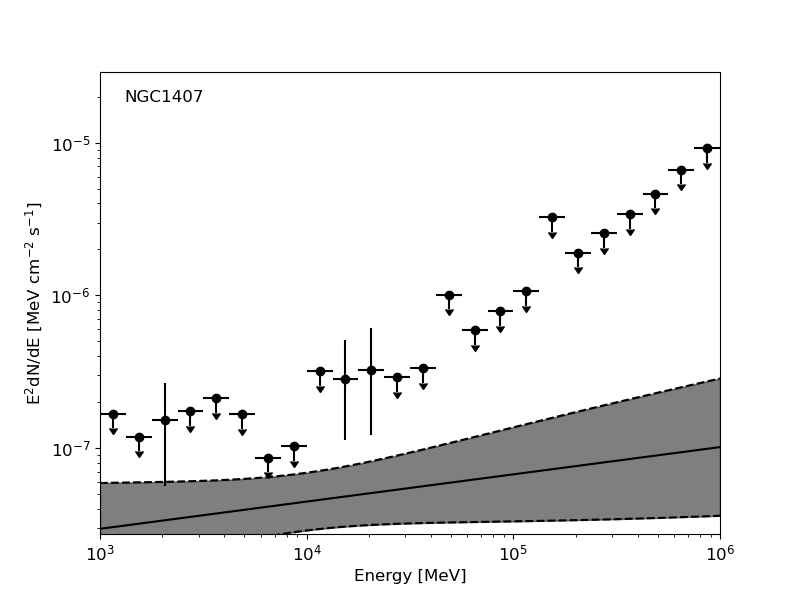 NGC1407
E²dN/dE [MeV cm⁻² s⁻¹]
10⁻⁵
10⁻⁶
10⁻⁷
10³ 10⁴ 10⁵ 10⁶
Energy [MeV]